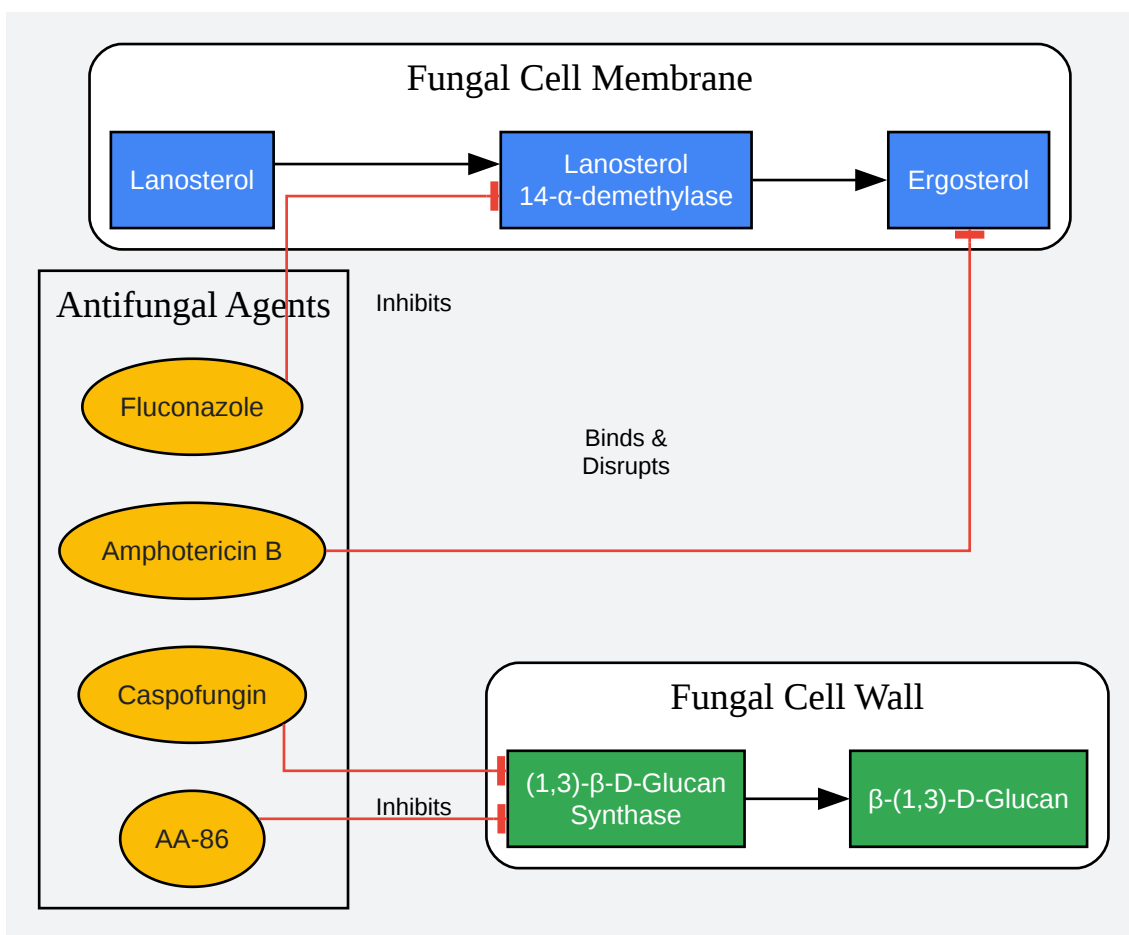 Fungal Cell Membrane
Lanosterol
Lanosterol
14-α-demethylase
Ergosterol
Antifungal Agents
Inhibits
Fluconazole
Binds &
Disrupts
Amphotericin B
Caspofungin
Fungal Cell Wall
(1,3)-β-D-Glucan
Synthase
β-(1,3)-D-Glucan
Inhibits
AA-86